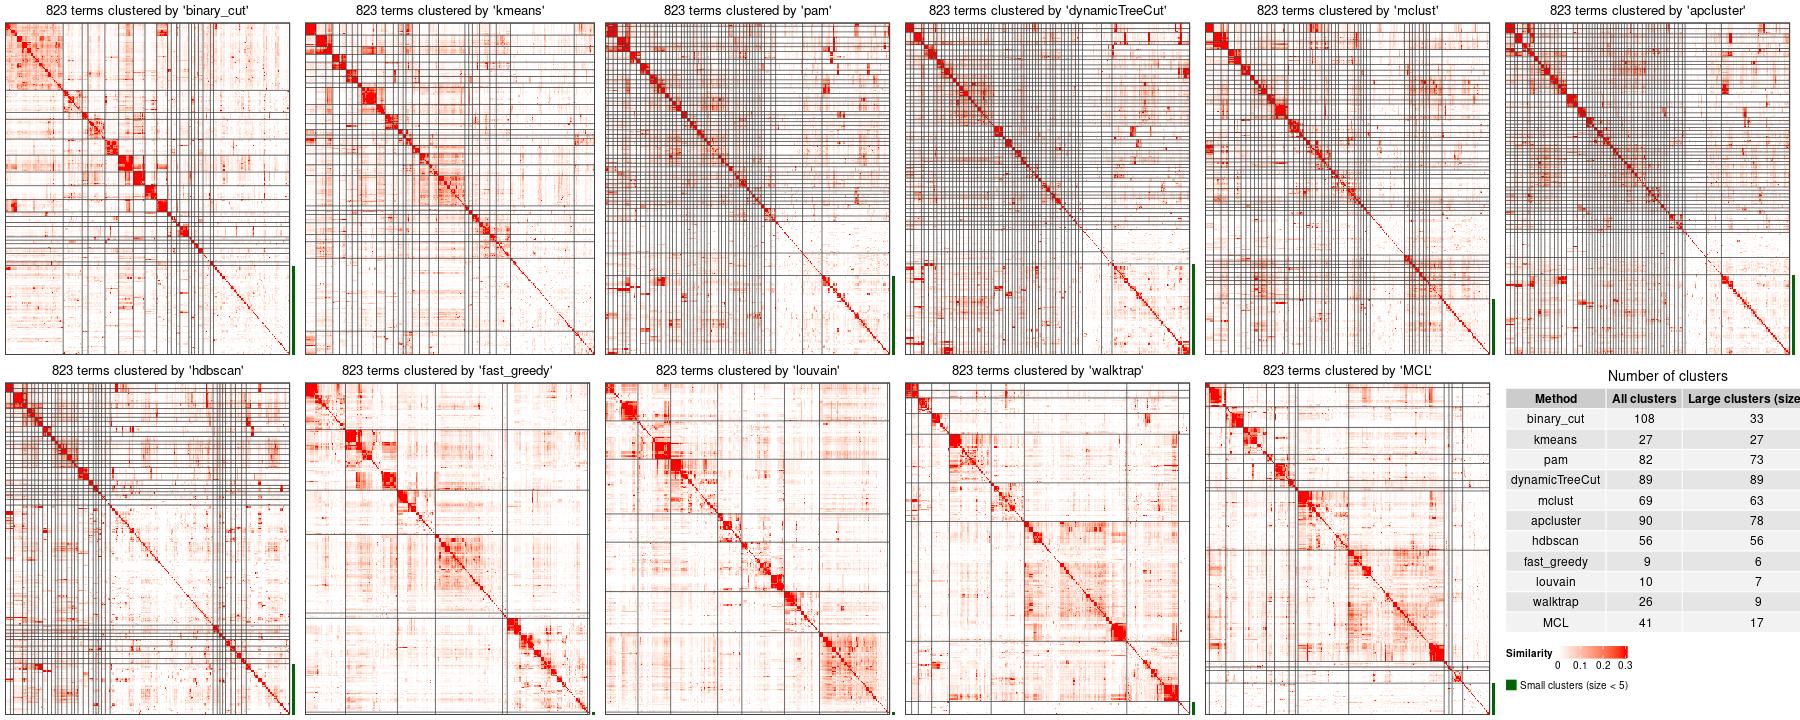 823 terms clustered by 'binary_cut'
823 terms clustered by 'kmeans'
823 terms clustered by 'pam'
823 terms clustered by 'dynamicTreeCut'
823 terms clustered by 'mclust'
823 terms clustered by 'apcluster'
823 terms clustered by 'hdbscan'
823 terms clustered by 'fast_greedy'
823 terms clustered by 'louvain'
823 terms clustered by 'walktrap'
823 terms clustered by 'MCL'
Number of clusters
Method All clusters Large clusters (size
binary_cut 108 33
kmeans 27 27
pam 82 73
dynamicTreeCut 89 89
mclust 69 63
apcluster 90 78
hdbscan 56 56
fast_greedy 9 6
louvain 10 7
walktrap 26 9
MCL 41 17
Similarity
0 0.1 0.2 0.3
Small clusters (size < 5)